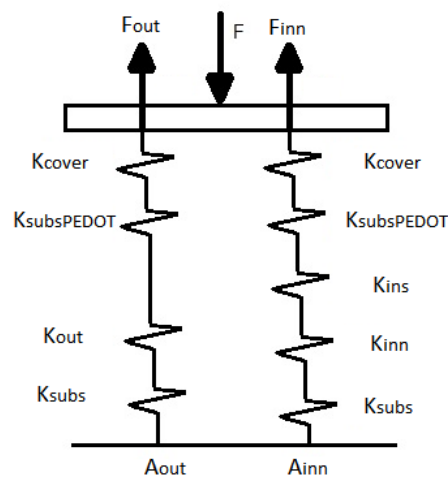 Fout F Finn
Kcover Kcover
KsubsPEDOT KsubsPEDOT
Kins
Kout Kinn
Ksubs Ksubs
Aout Ainn